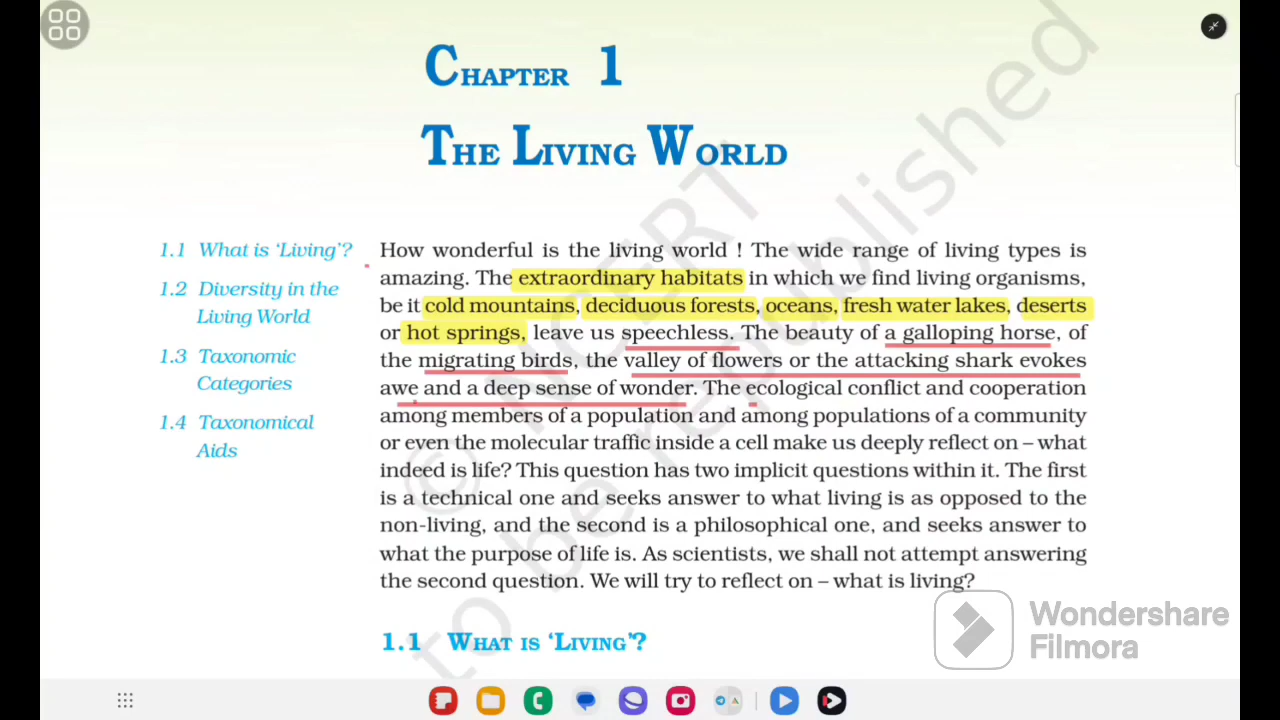 CHAPTER 1
THE LIVING WORLD
1.1 What is ‘Living’?
1.2 Diversity in the
Living World
1.3 Taxonomic
Categories
1.4 Taxonomical
Aids
How wonderful is the living world ! The wide range of living types is
amazing. The extraordinary habitats in which we find living organisms,
be it cold mountains, deciduous forests, oceans, fresh water lakes, deserts
or hot springs, leave us speechless. The beauty of a galloping horse, of
the migrating birds, the valley of flowers or the attacking shark evokes
awe and a deep sense of wonder. The ecological conflict and cooperation
among members of a population and among populations of a community
or even the molecular traffic inside a cell make us deeply reflect on – what
indeed is life? This question has two implicit questions within it. The first
is a technical one and seeks answer to what living is as opposed to the
non-living, and the second is a philosophical one, and seeks answer to
what the purpose of life is. As scientists, we shall not attempt answering
the second question. We will try to reflect on – what is living?
1.1 WHAT IS ‘LIVING’?
© NCERT
to be republished
Wondershare
Filmora